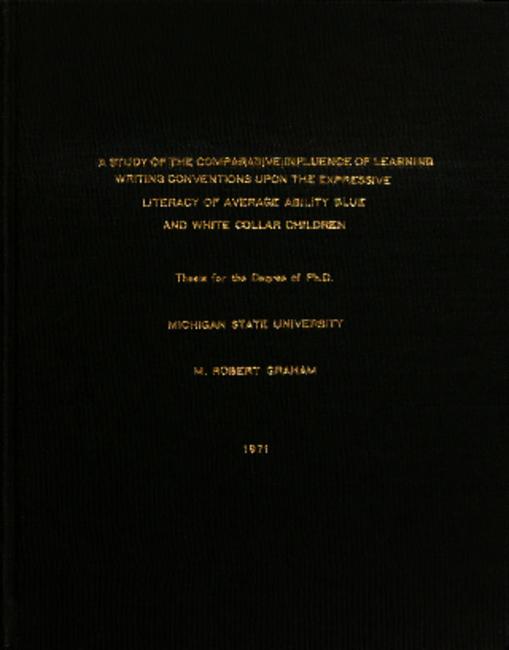 A STUDY OF THE COMPARATIVE INFLUENCE OF LEARNING
WRITING CONVENTIONS UPON THE EXPRESSIVE
LITERACY OF AVERAGE ABILITY BLUE
AND WHITE COLLAR CHILDREN
Thesis for the Degree of Ph.D.
MICHIGAN STATE UNIVERSITY
M. ROBERT GRAHAM
1971